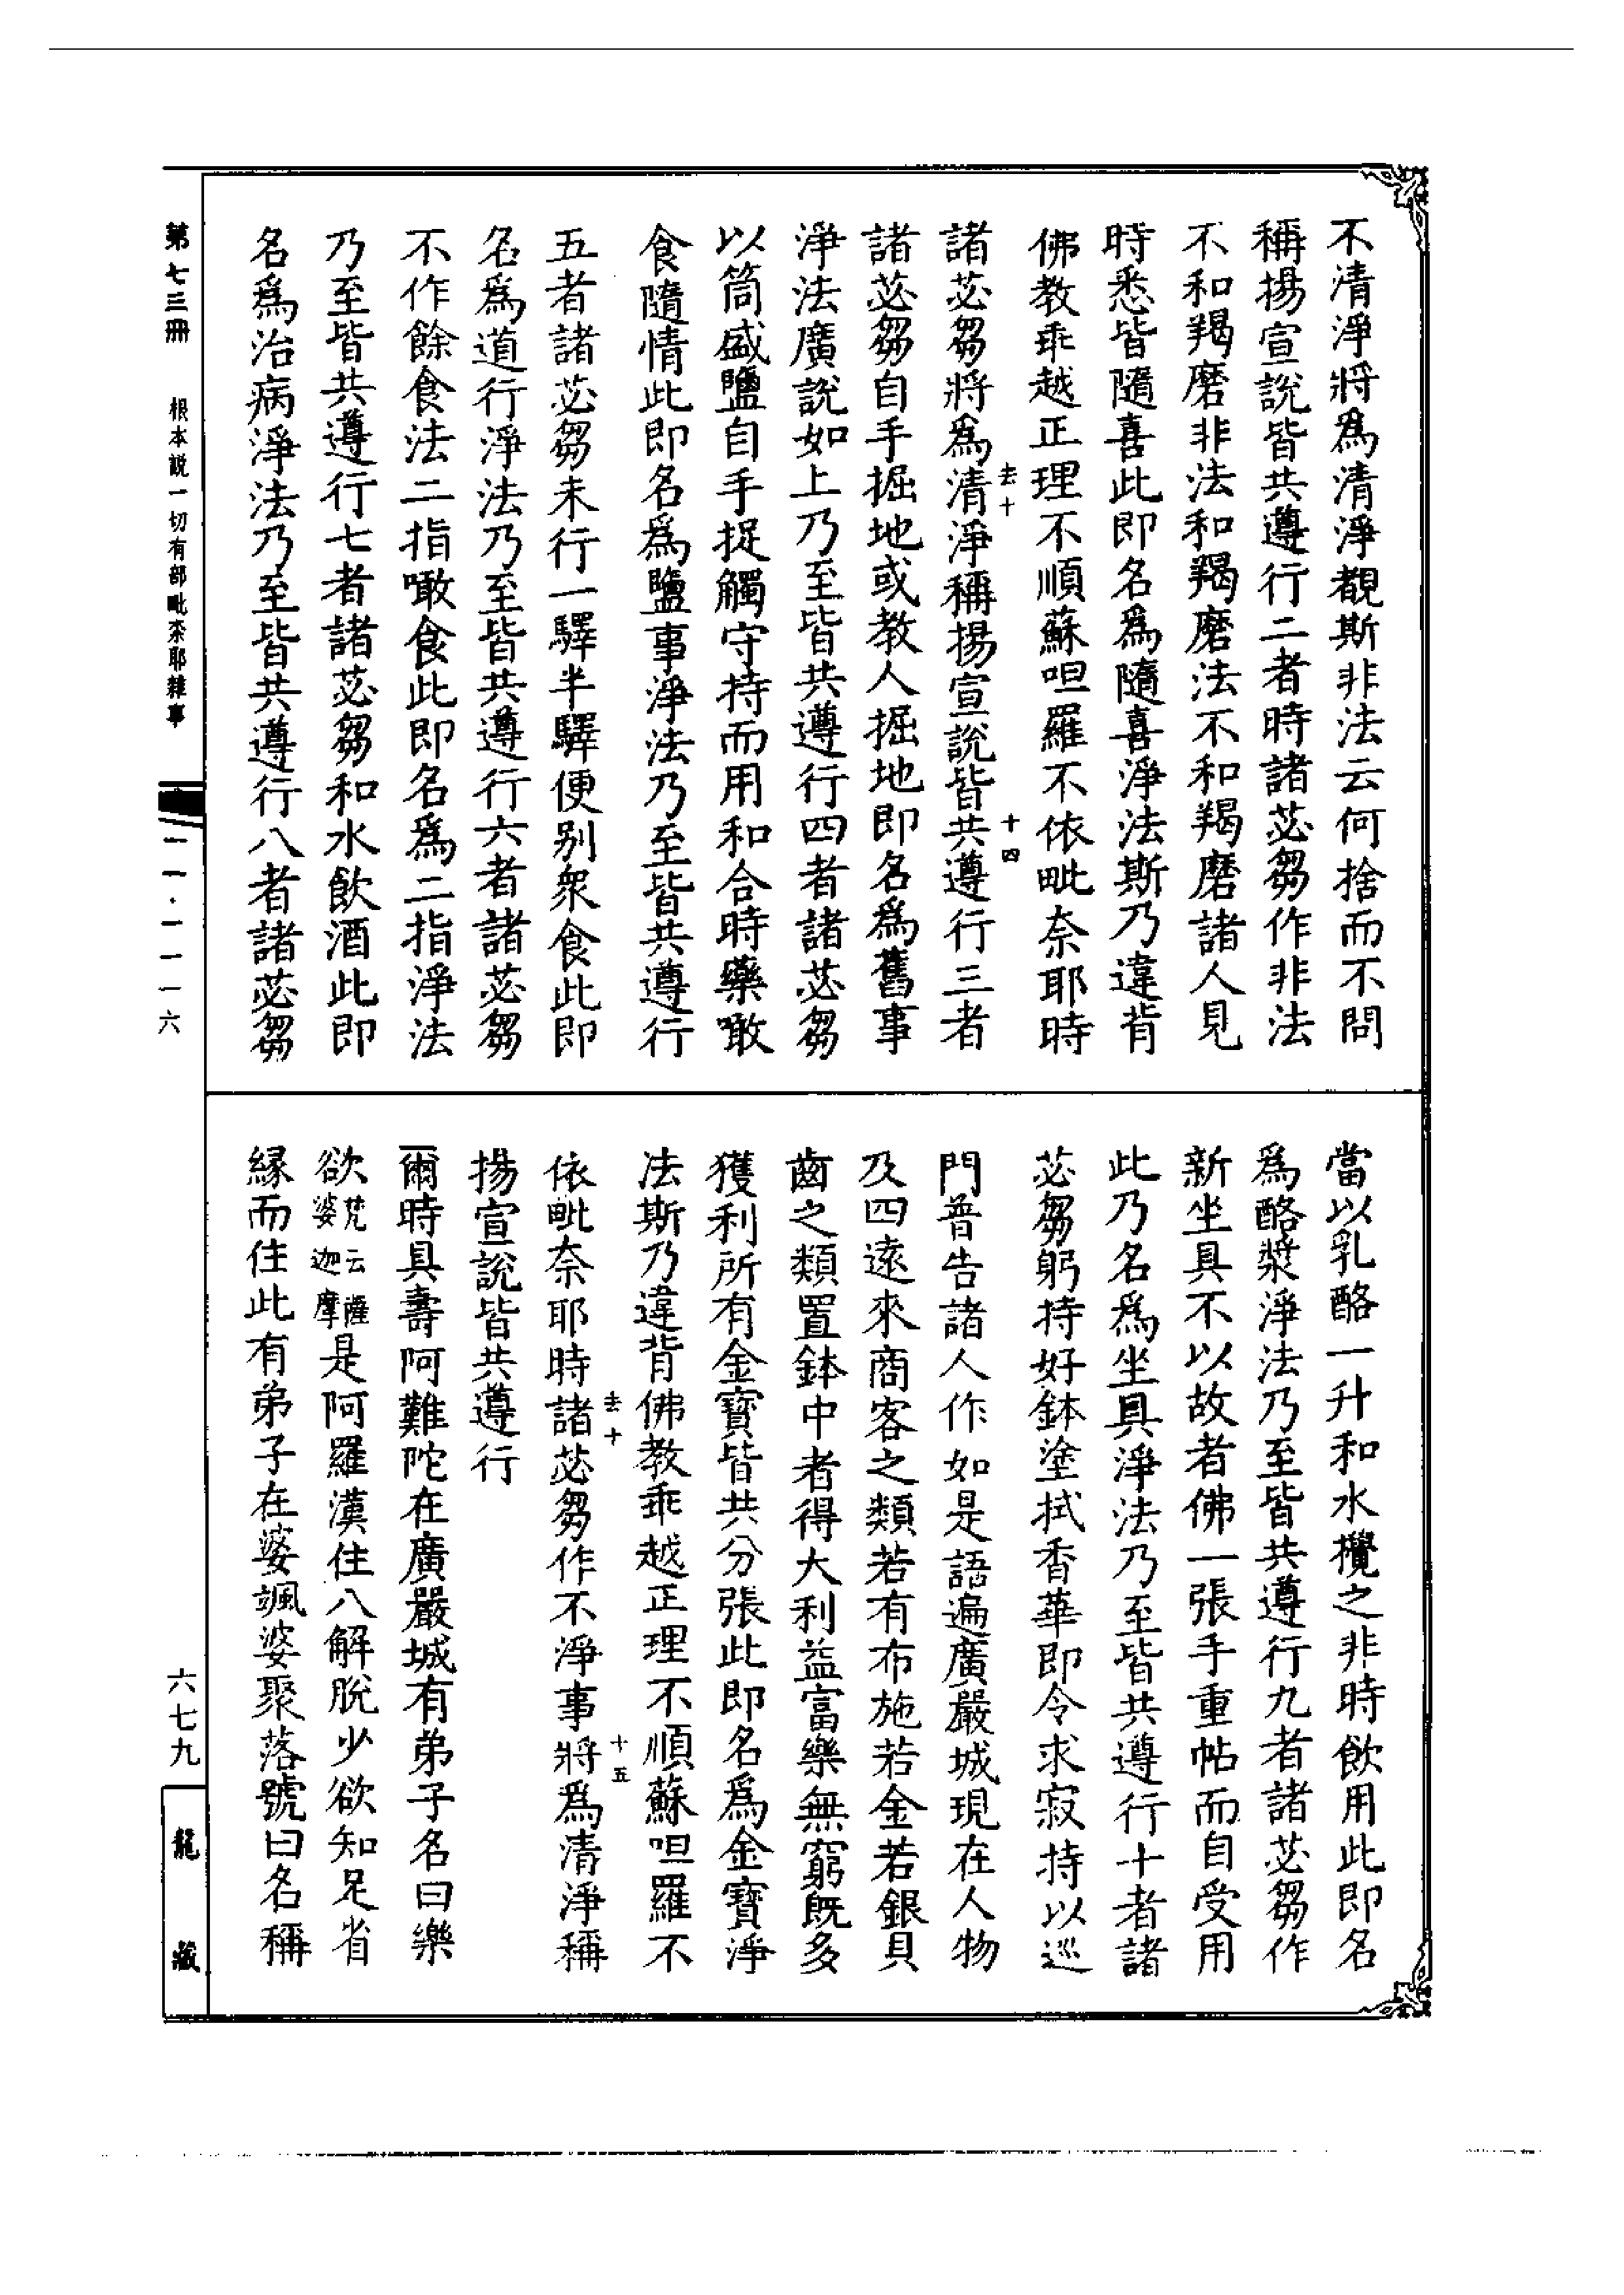 不清淨將爲清淨覩斯非法云何捨而不問
稱揚宣說皆共遵行二者時諸苾芻作非法
不和羯磨非法和羯磨法不和羯磨諸人見
時悉皆隨喜此即名爲隨喜淨法斯乃違背
佛教乖越正理不順蘇呾羅不依毗奈耶時
諸苾芻將爲清淨稱揚宣說皆共遵行三者
去十
十四
諸苾芻自手掘地或教人掘地即名爲舊事
淨法廣說如上乃至皆共遵行四者諸苾芻
以筒盛鹽自手捉觸守持而用和合時藥噉
食隨情此即名爲鹽事淨法乃至皆共遵行
五者諸苾芻未行一驛半驛便別衆食此即
名爲道行淨法乃至皆共遵行六者諸苾芻
不作餘食法二指噉食此即名爲二指淨法
乃至皆共遵行七者諸苾芻和水飲酒此即
名爲治病淨法乃至皆共遵行八者諸苾芻
當以乳酪一升和水攪之非時飲用此即名
爲酪漿淨法乃至皆共遵行九者諸苾芻作
新坐具不以故者佛一張手重帖而自受用
此乃名爲坐具淨法乃至皆共遵行十者諸
苾芻躬持好鉢塗拭香華即令求寂持以巡
門普告諸人作如是語遍廣嚴城現在人物
及四遠來商客之類若有布施若金若銀貝
齒之類置鉢中者得大利益富樂無窮旣多
獲利所有金寶皆共分張此即名爲金寶淨
法斯乃違背佛教乖越正理不順蘇呾羅不
依毗奈耶時諸苾芻作不淨事將爲清淨稱
去十
十五
揚宣說皆共遵行
爾時具壽阿難陀在廣嚴城有弟子名曰樂
欲梵云薩婆迦摩是阿羅漢住八解脫少欲知足省
緣而住此有弟子在婆颯婆聚落號曰名稱
第七三冊 根本説一切有部毗奈耶雜事 一一·一一一六
六七九
龍藏